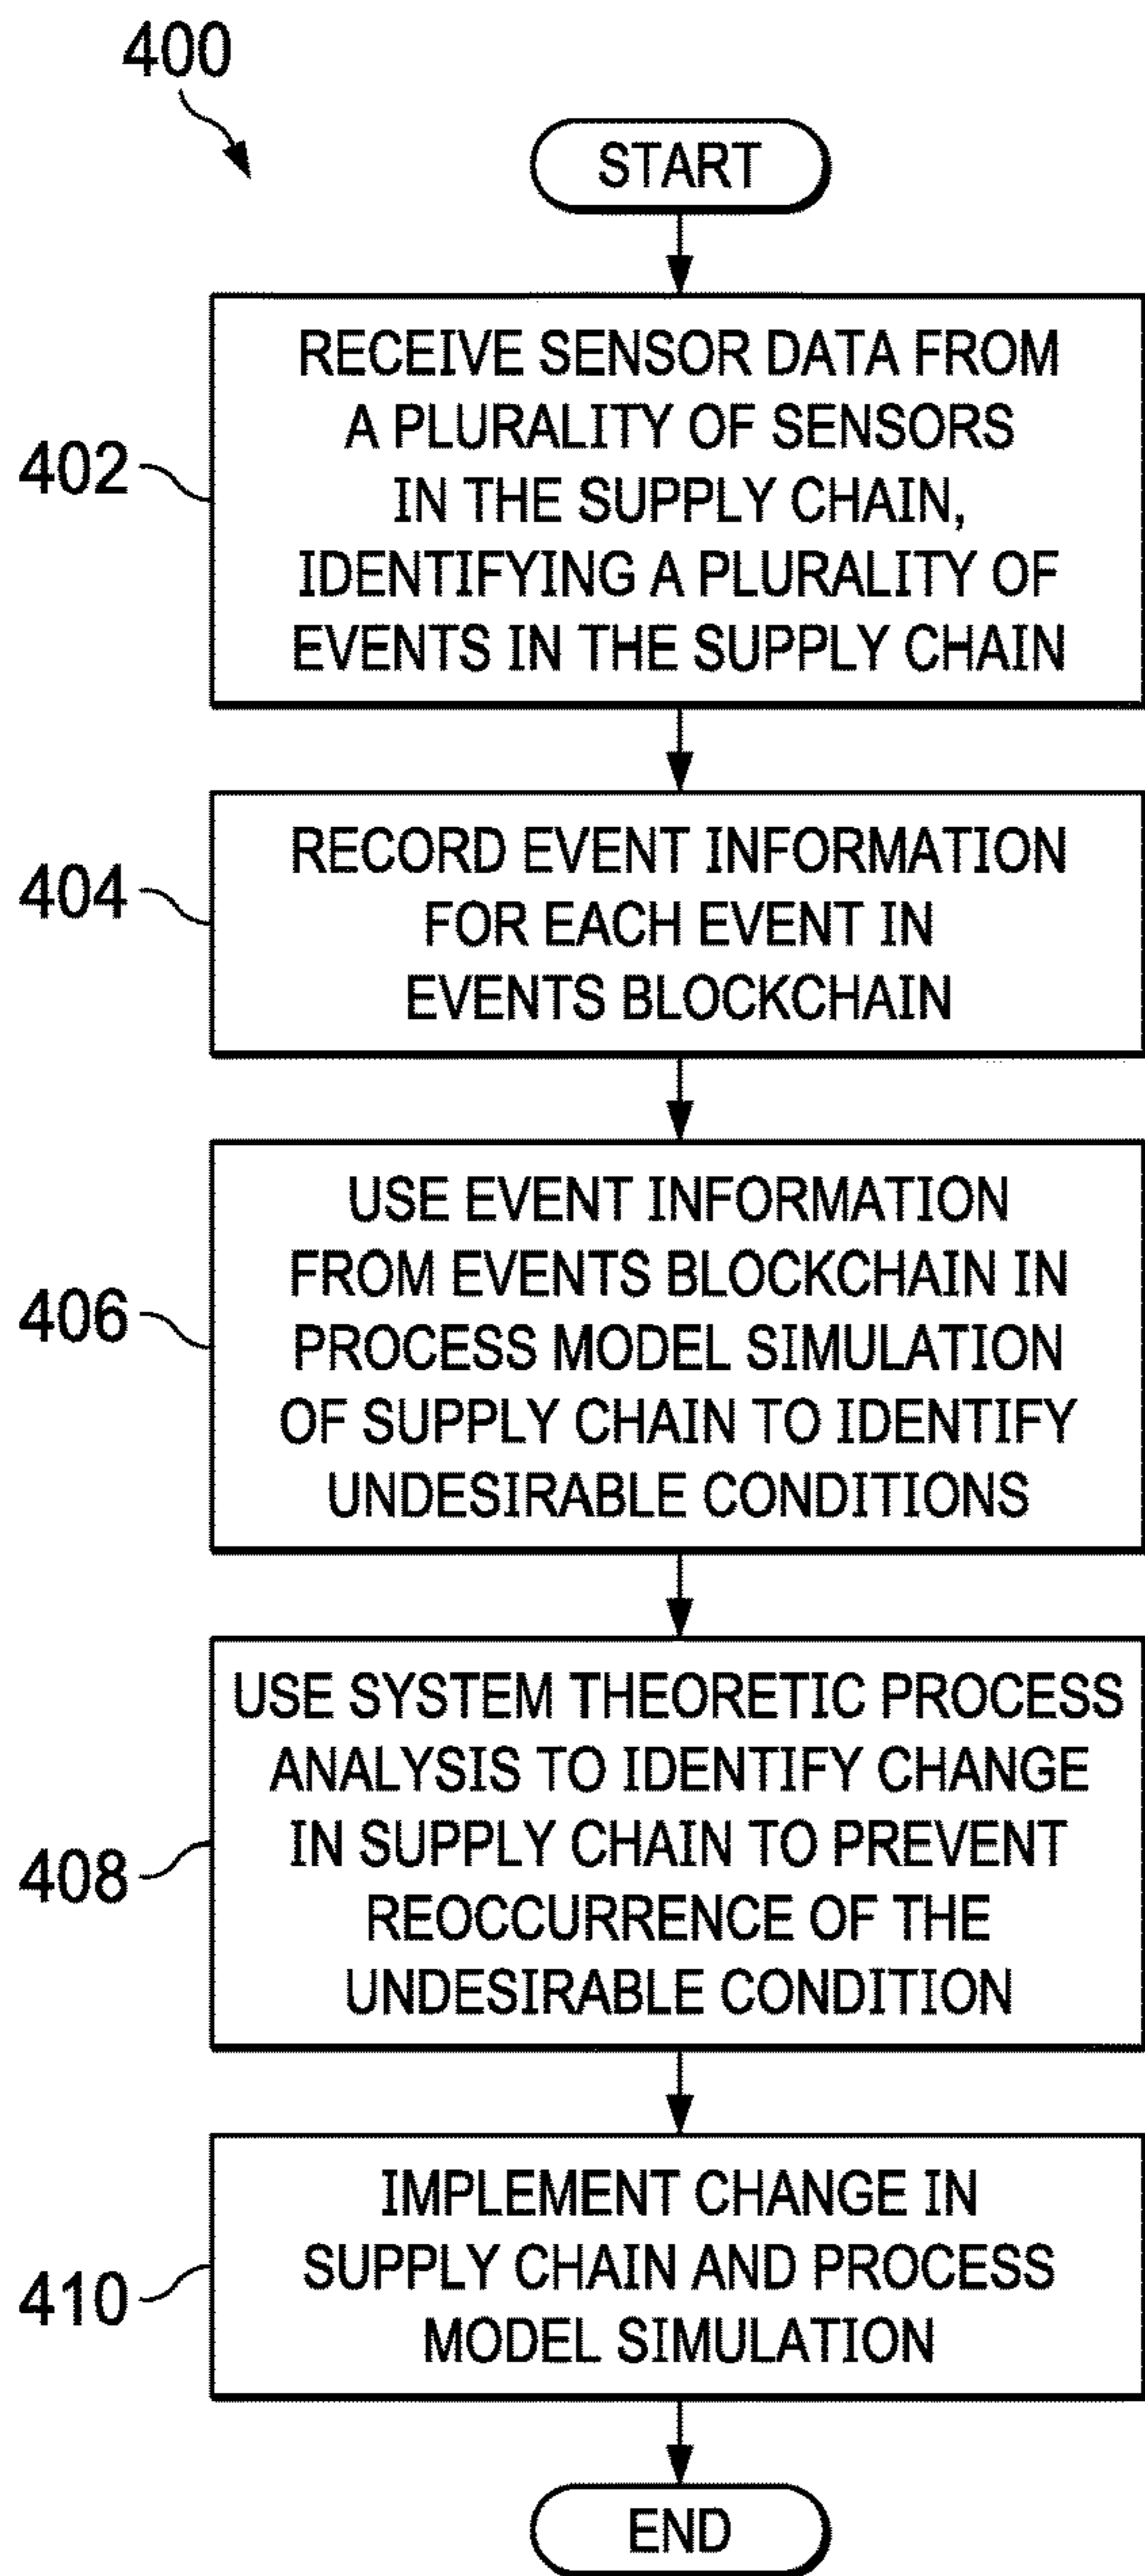 400
START
402
RECEIVE SENSOR DATA FROM
A PLURALITY OF SENSORS
IN THE SUPPLY CHAIN,
IDENTIFYING A PLURALITY OF
EVENTS IN THE SUPPLY CHAIN
404
RECORD EVENT INFORMATION
FOR EACH EVENT IN
EVENTS BLOCKCHAIN
406
USE EVENT INFORMATION
FROM EVENTS BLOCKCHAIN IN
PROCESS MODEL SIMULATION
OF SUPPLY CHAIN TO IDENTIFY
UNDESIRABLE CONDITIONS
408
USE SYSTEM THEORETIC PROCESS
ANALYSIS TO IDENTIFY CHANGE
IN SUPPLY CHAIN TO PREVENT
REOCCURRENCE OF THE
UNDESIRABLE CONDITION
410
IMPLEMENT CHANGE IN
SUPPLY CHAIN AND PROCESS
MODEL SIMULATION
END